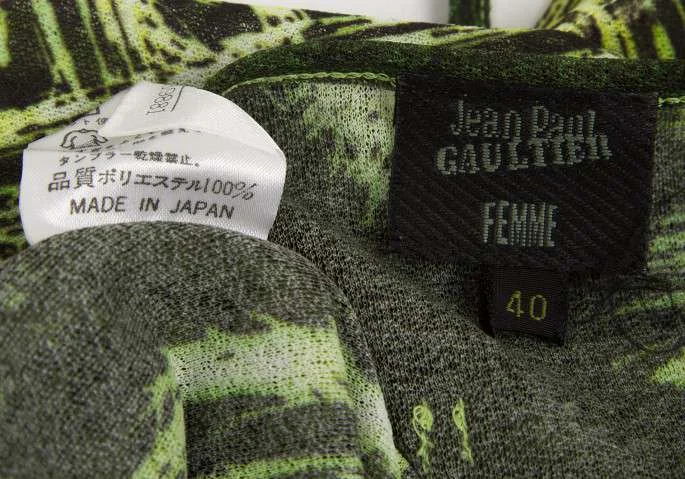 タンブラー乾燥禁止。
品質ポリエステル100%
MADE IN JAPAN
Jean Paul
GAULTIER
FEMME
40